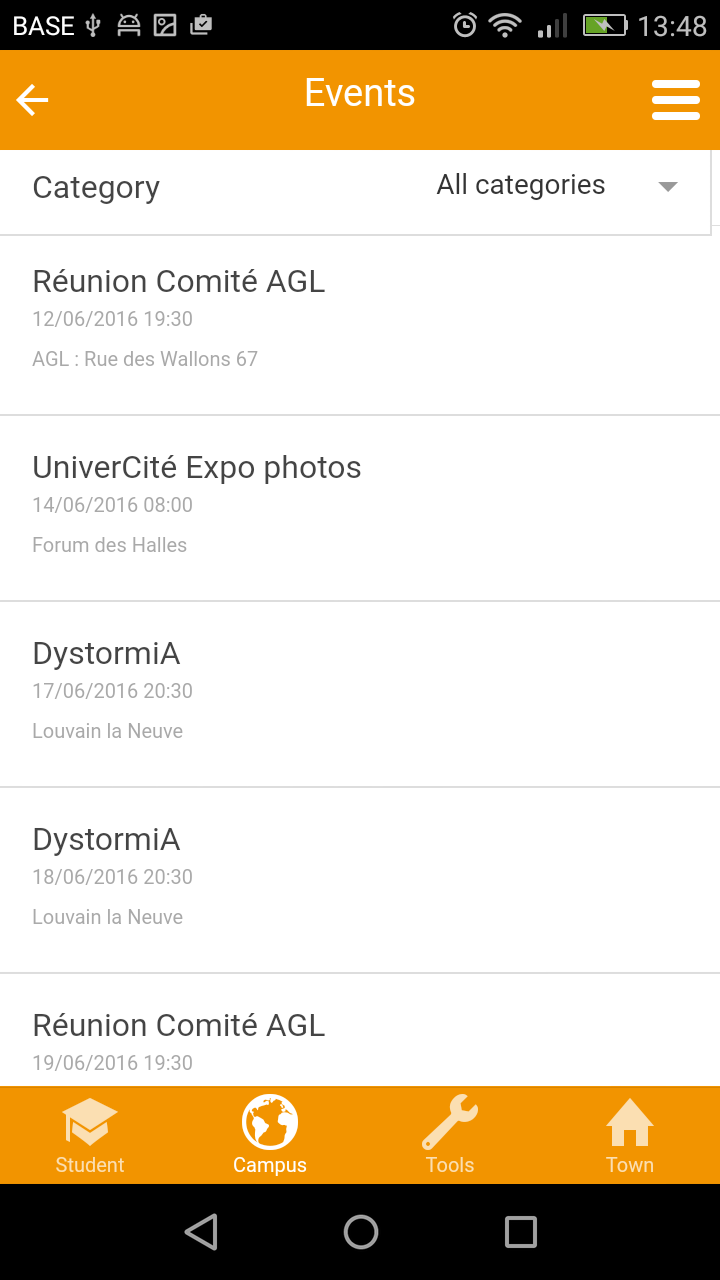 BASE 13:48
Events
Category All categories
Réunion Comité AGL
12/06/2016 19:30
AGL : Rue des Wallons 67
UniverCité Expo photos
14/06/2016 08:00
Forum des Halles
DystormiA
17/06/2016 20:30
Louvain la Neuve
DystormiA
18/06/2016 20:30
Louvain la Neuve
Réunion Comité AGL
19/06/2016 19:30
Student Campus Tools Town